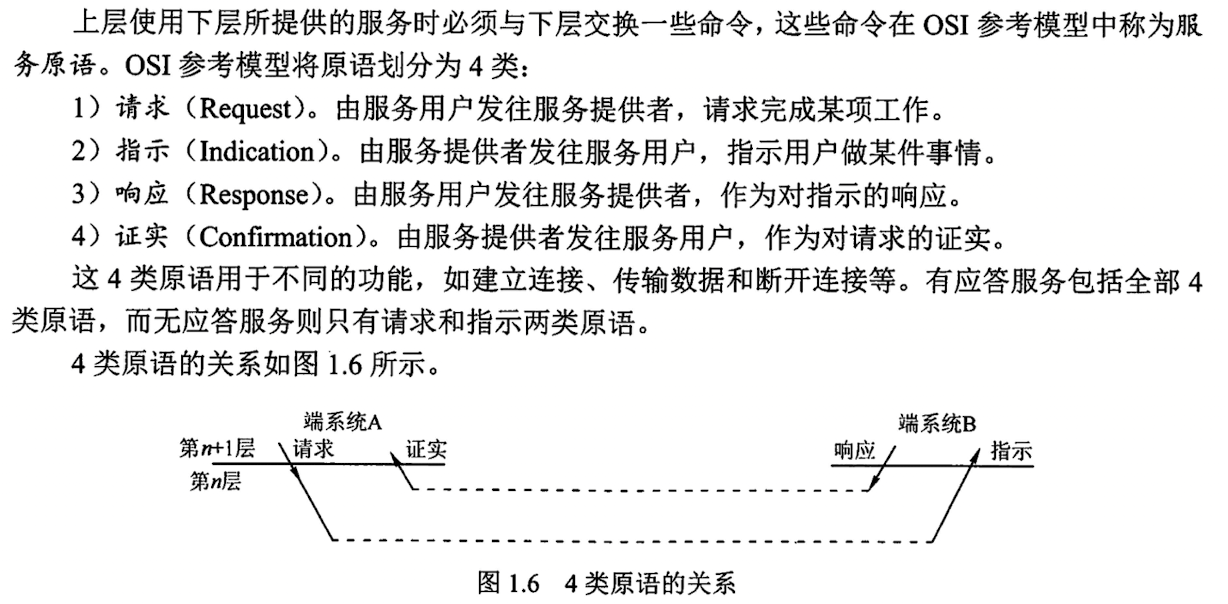 上层使用下层所提供的服务时必须与下层交换一些命令，这些命令在 OSI 参考模型中称为服
务原语。OSI 参考模型将原语划分为 4 类：
1）请求（Request）。由服务用户发往服务提供者，请求完成某项工作。
2）指示（Indication）。由服务提供者发往服务用户，指示用户做某件事情。
3）响应（Response）。由服务用户发往服务提供者，作为对指示的响应。
4）证实（Confirmation）。由服务提供者发往服务用户，作为对请求的证实。
这 4 类原语用于不同的功能，如建立连接、传输数据和断开连接等。有应答服务包括全部 4
类原语，而无应答服务则只有请求和指示两类原语。
4 类原语的关系如图 1.6 所示。
端系统A 端系统B
第n+1层 请求 证实 响应 指示
第n层
图 1.6 4 类原语的关系